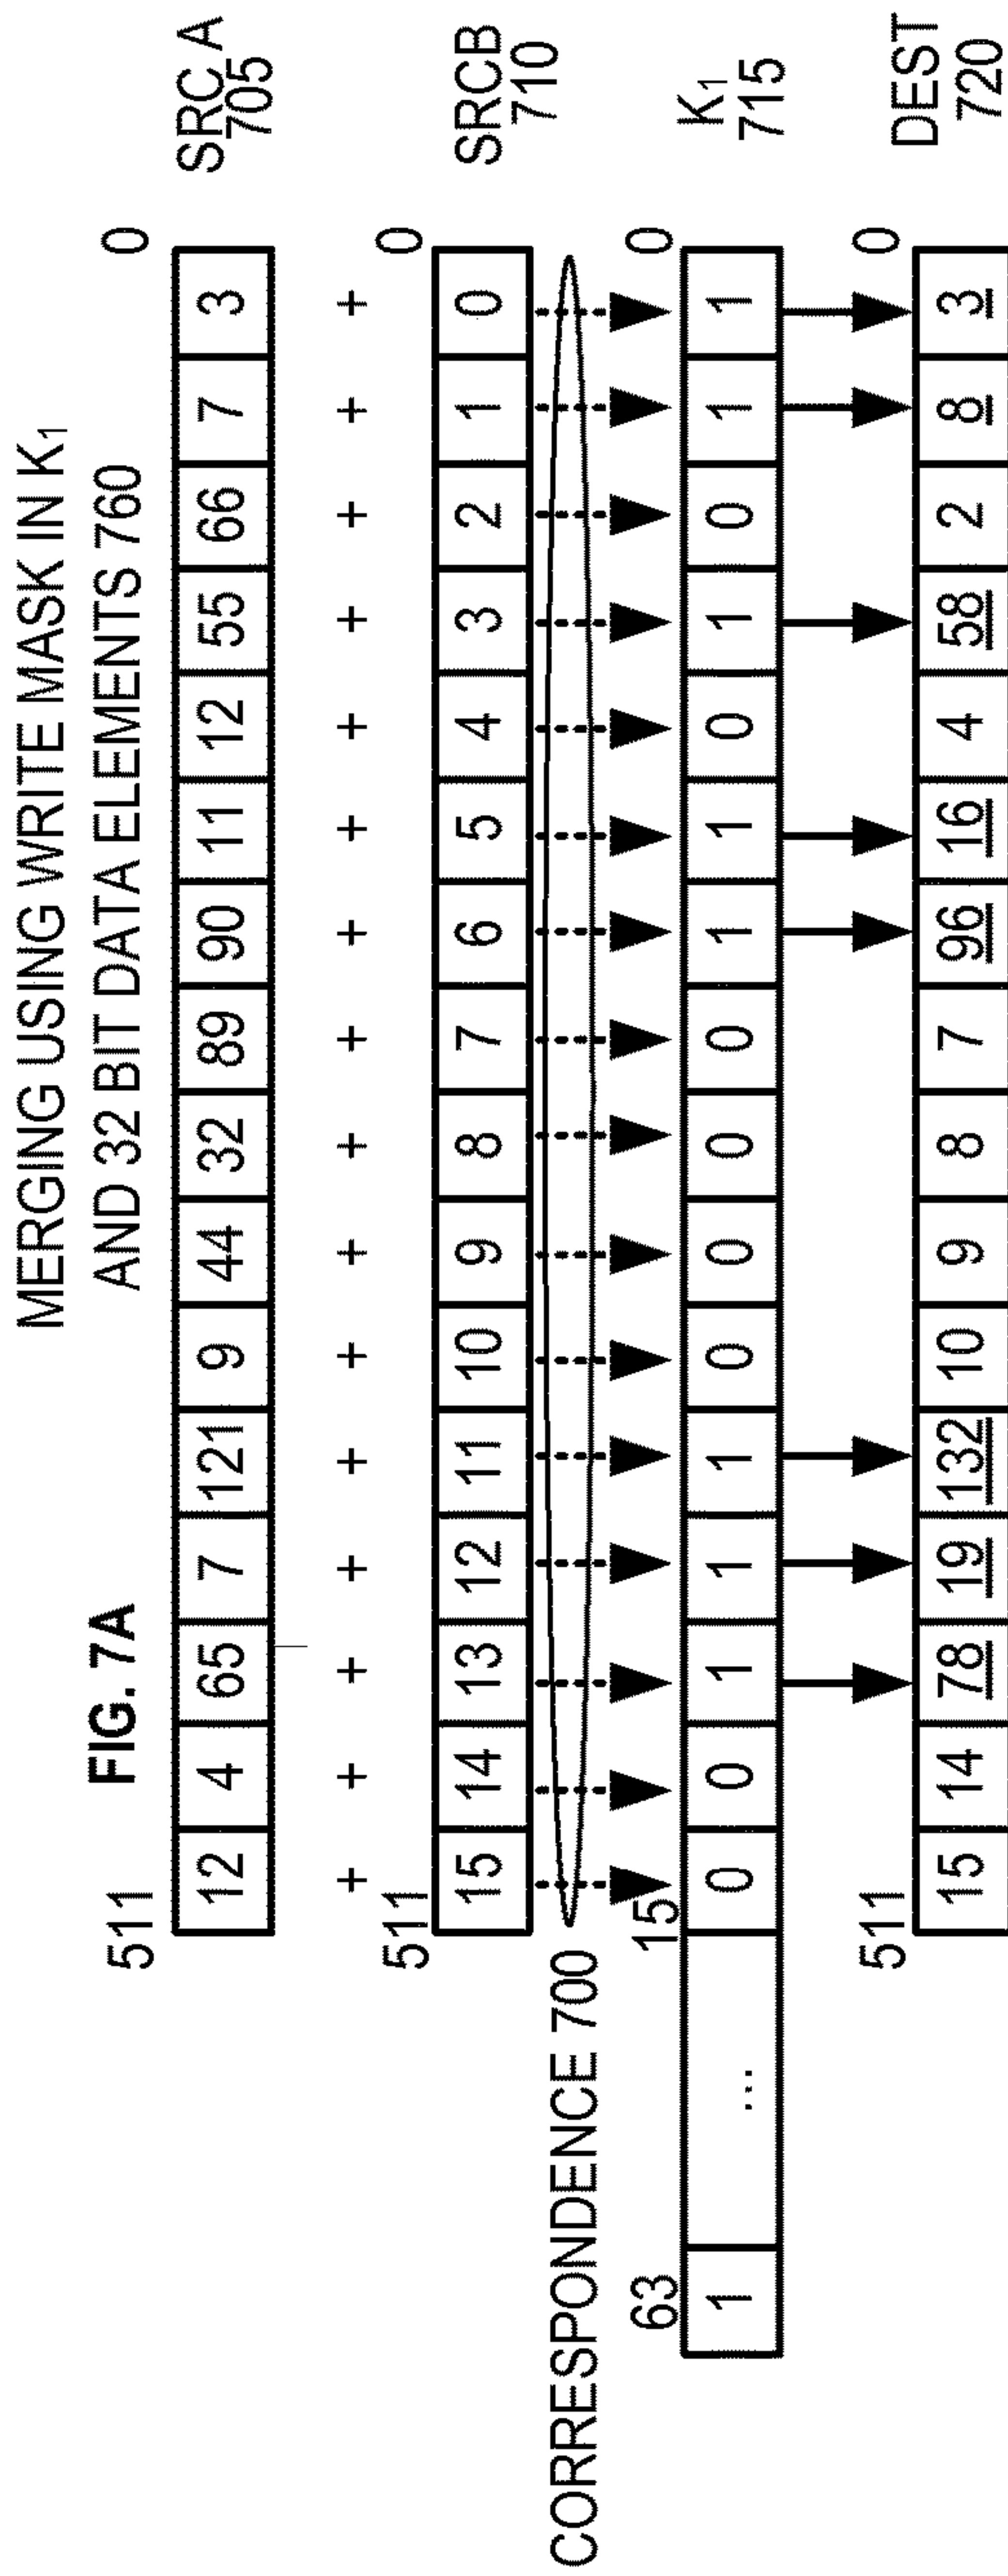 MERGING USING WRITE MASK IN K1
FIG. 7A AND 32 BIT DATA ELEMENTS 760
511 0
12 4 65 7 121 9 44 32 89 90 11 12 55 66 7 3 SRC A 705
+ + + + + + + + + + + + + + + +
511 0
15 14 13 12 11 10 9 8 7 6 5 4 3 2 1 0 SRCB 710
CORRESPONDENCE 700
63 15 0
1 ... 0 0 1 1 1 0 0 0 0 1 1 0 1 0 1 1 K1 715
511 0
15 14 78 19 132 10 9 8 7 96 16 4 58 2 8 3 DEST 720